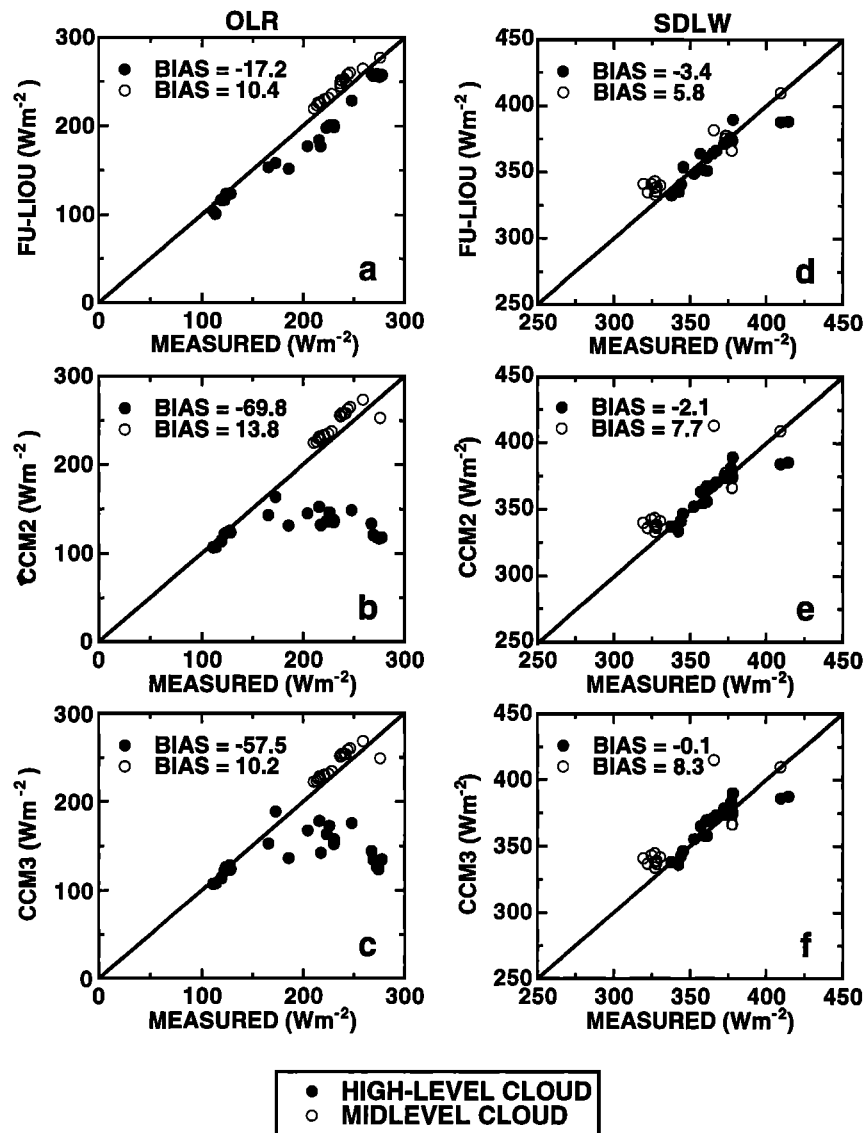 OLR
SDLW
300
200
100
0
FU-LIOU (Wm-2)
● BIAS = -17.2
○ BIAS = 10.4
a
0
100
200
300
MEASURED (Wm-2)
450
400
350
300
250
FU-LIOU (Wm-2)
● BIAS = -3.4
○ BIAS = 5.8
d
250
300
350
400
450
MEASURED (Wm-2)
300
200
100
0
CCM2 (Wm-2)
● BIAS = -69.8
○ BIAS = 13.8
b
0
100
200
300
MEASURED (Wm-2)
450
400
350
300
250
CCM2 (Wm-2)
● BIAS = -2.1
○ BIAS = 7.7
e
250
300
350
400
450
MEASURED (Wm-2)
300
200
100
0
CCM3 (Wm-2)
● BIAS = -57.5
○ BIAS = 10.2
c
0
100
200
300
MEASURED (Wm-2)
450
400
350
300
250
CCM3 (Wm-2)
● BIAS = -0.1
○ BIAS = 8.3
f
250
300
350
400
450
MEASURED (Wm-2)
● HIGH-LEVEL CLOUD
○ MIDLEVEL CLOUD